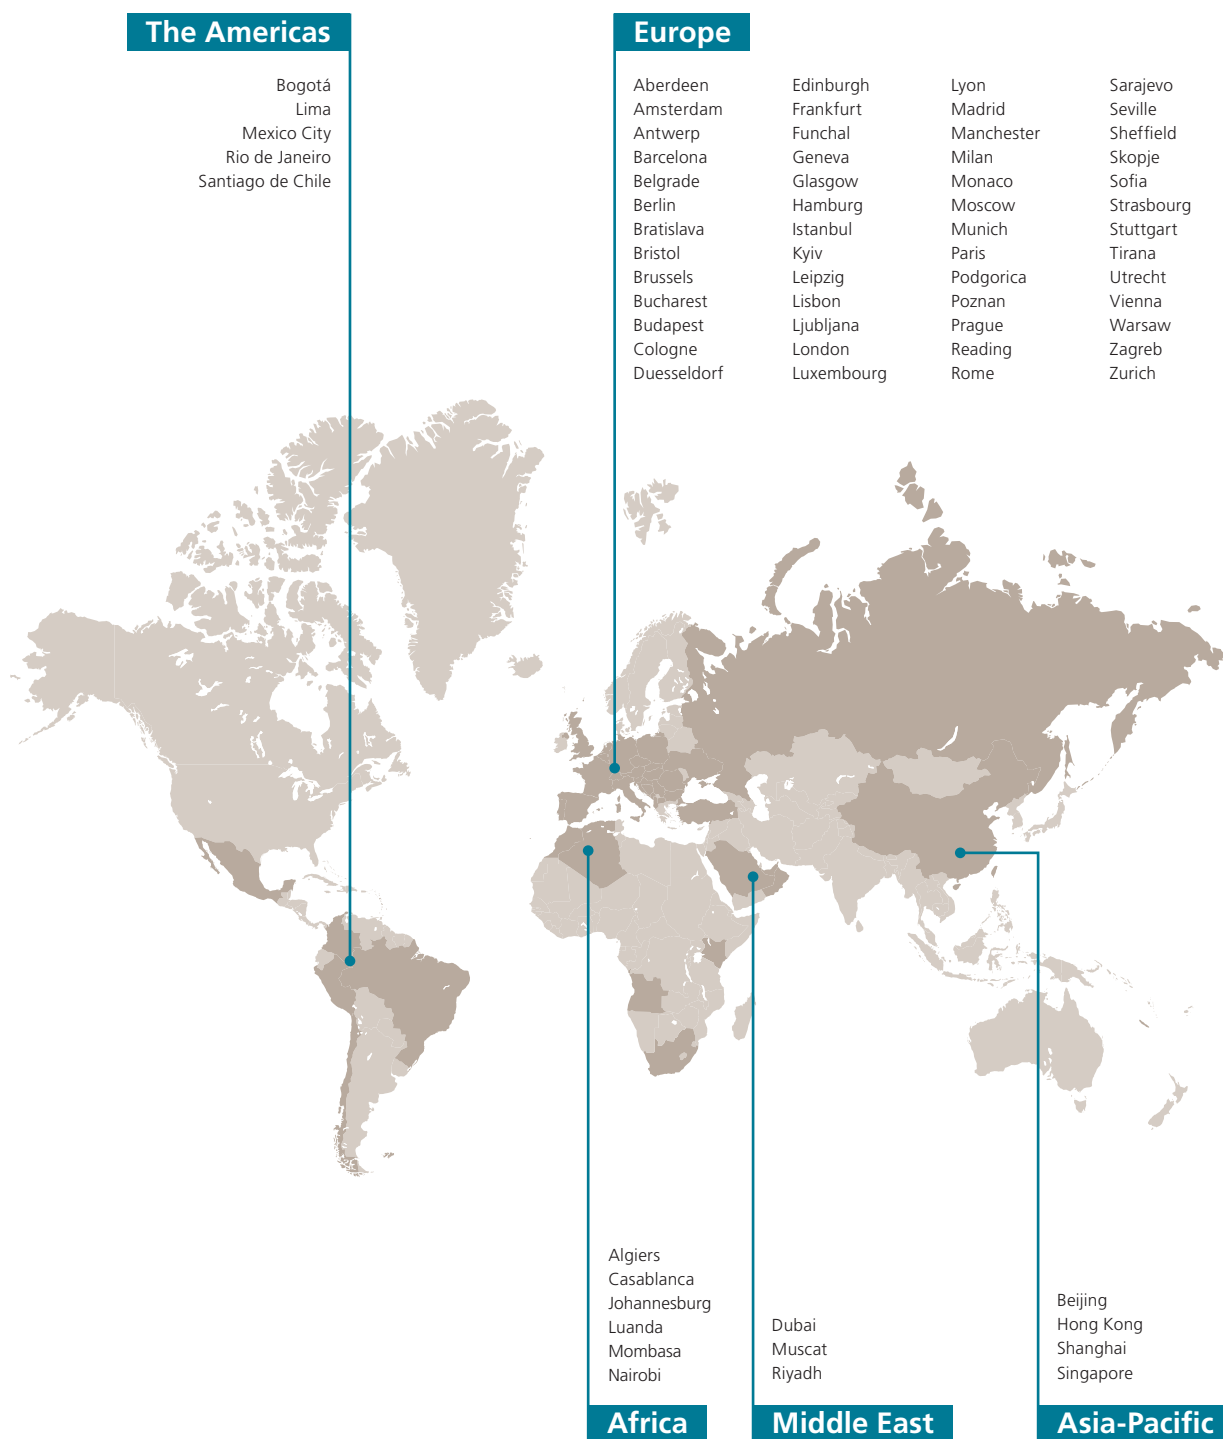 The Americas
Bogotá
Lima
Mexico City
Rio de Janeiro
Santiago de Chile
Europe
Aberdeen
Amsterdam
Antwerp
Barcelona
Belgrade
Berlin
Bratislava
Bristol
Brussels
Bucharest
Budapest
Cologne
Duesseldorf
Edinburgh
Frankfurt
Funchal
Geneva
Glasgow
Hamburg
Istanbul
Kyiv
Leipzig
Lisbon
Ljubljana
London
Luxembourg
Lyon
Madrid
Manchester
Milan
Monaco
Moscow
Munich
Paris
Podgorica
Poznan
Prague
Reading
Rome
Sarajevo
Seville
Sheffield
Skopje
Sofia
Strasbourg
Stuttgart
Tirana
Utrecht
Vienna
Warsaw
Zagreb
Zurich
Algiers
Casablanca
Johannesburg
Luanda
Mombasa
Nairobi
Africa
Dubai
Muscat
Riyadh
Middle East
Beijing
Hong Kong
Shanghai
Singapore
Asia-Pacific